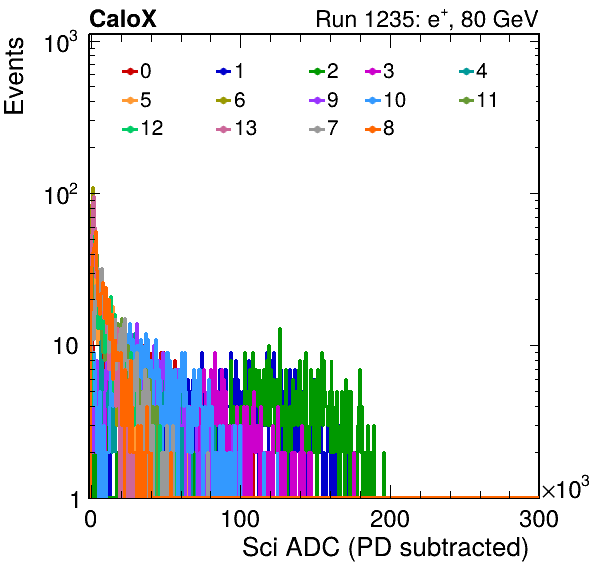 CaloX Run 1235: e⁺, 80 GeV
Events
10³
0 1 2 3 4
5 6 9 10 11
12 13 7 8
10²
10
1
0 100 200 300
×10³
Sci ADC (PD subtracted)